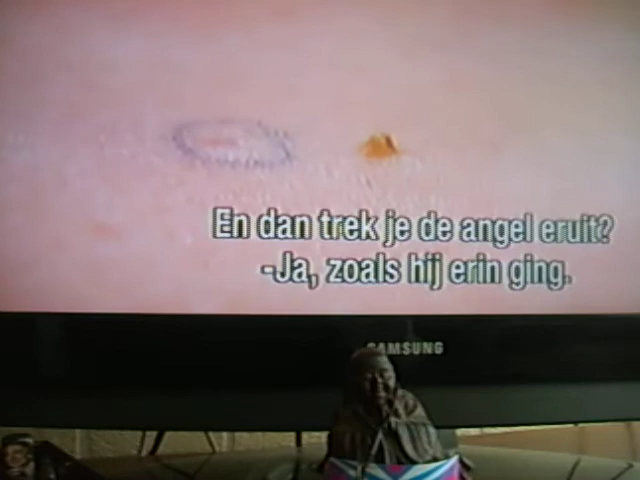 En dan trek je de angel eruit?
-Ja, zoals hij erin ging.
SAMSUNG